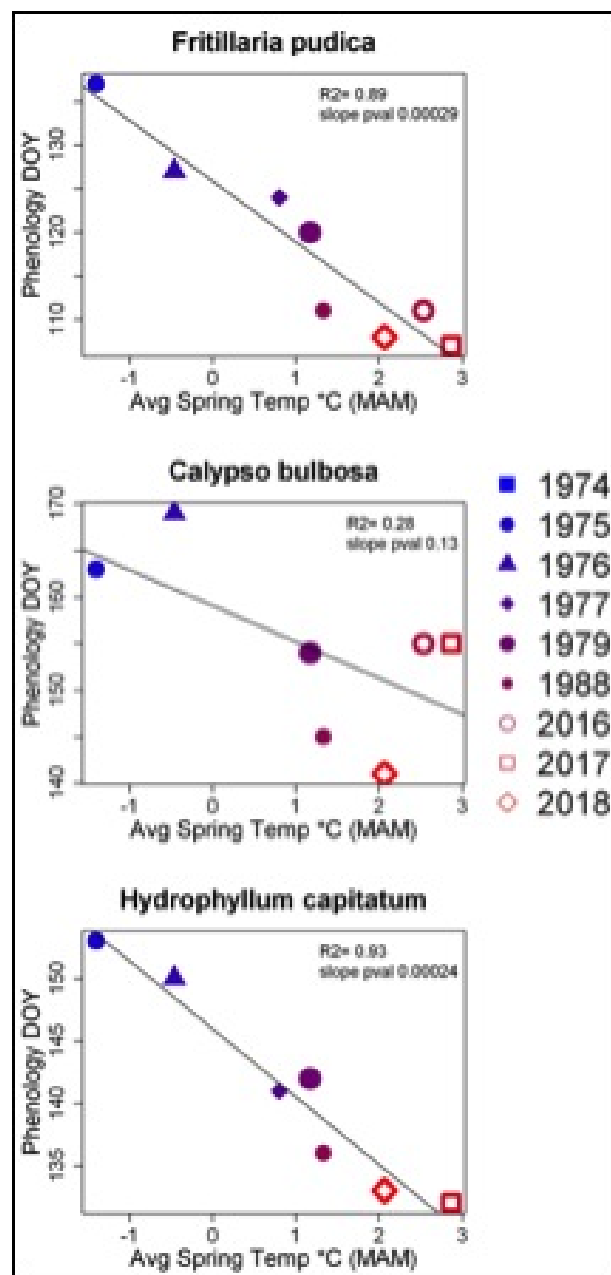 Fritillaria pudica
R2= 0.89
slope pval 0.00029
Phenology DOY
130
120
110
-1 0 1 2 3
Avg Spring Temp °C (MAM)
Calypso bulbosa
R2= 0.28
slope pval 0.13
Phenology DOY
170
160
150
140
-1 0 1 2 3
Avg Spring Temp °C (MAM)
1974
1975
1976
1977
1979
1988
2016
2017
2018
Hydrophyllum capitatum
R2= 0.93
slope pval 0.00024
Phenology DOY
150
145
140
135
-1 0 1 2 3
Avg Spring Temp °C (MAM)